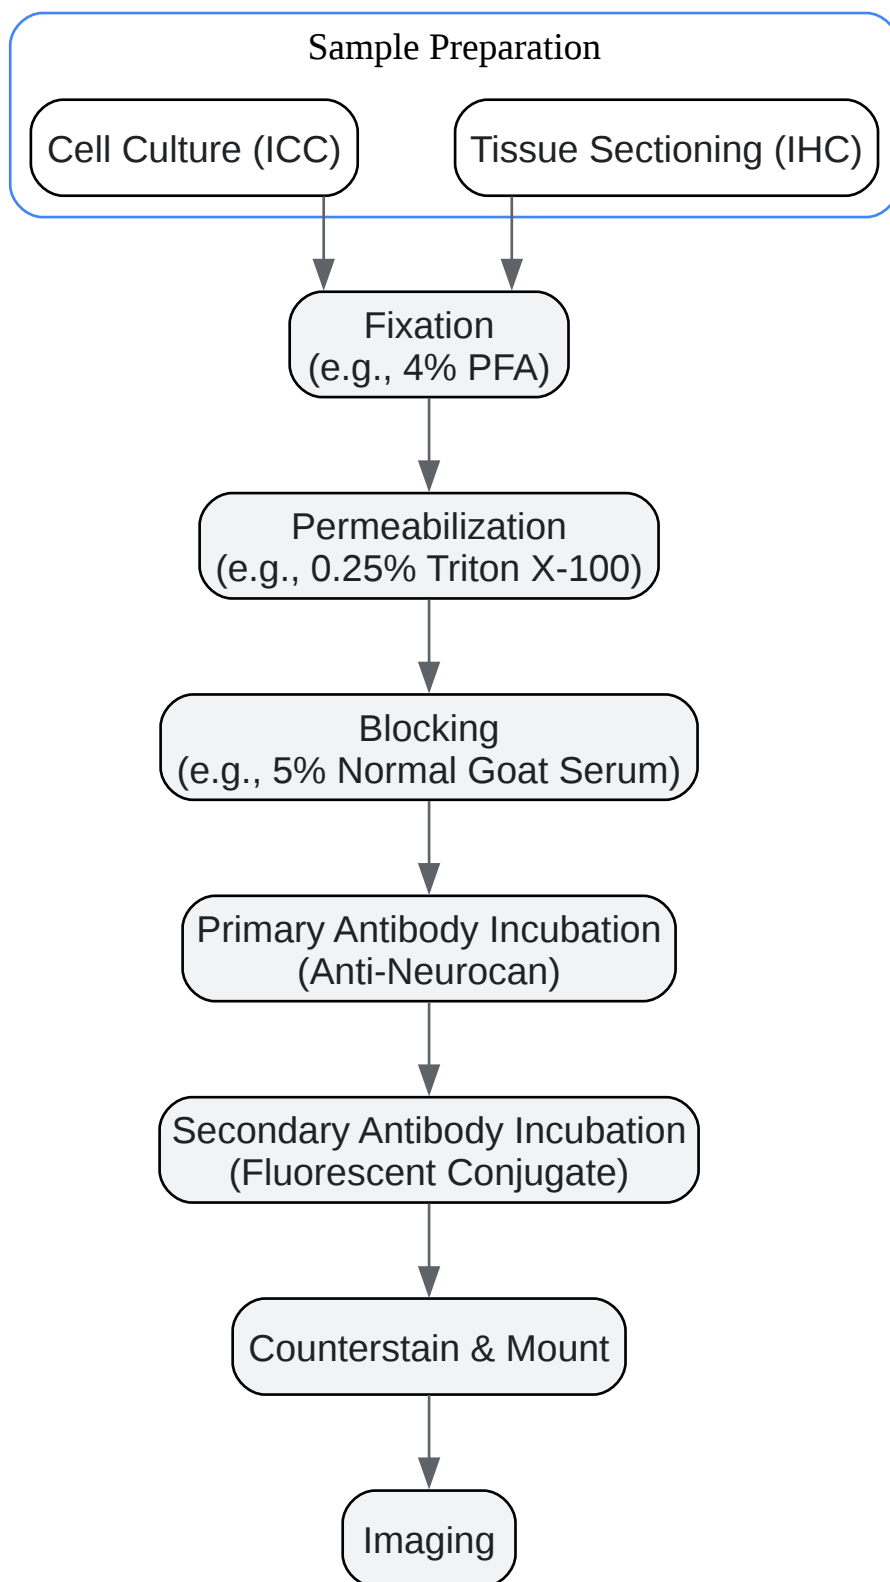 Sample Preparation
Cell Culture (ICC)
Tissue Sectioning (IHC)
Fixation
(e.g., 4% PFA)
Permeabilization
(e.g., 0.25% Triton X-100)
Blocking
(e.g., 5% Normal Goat Serum)
Primary Antibody Incubation
(Anti-Neurocan)
Secondary Antibody Incubation
(Fluorescent Conjugate)
Counterstain & Mount
Imaging